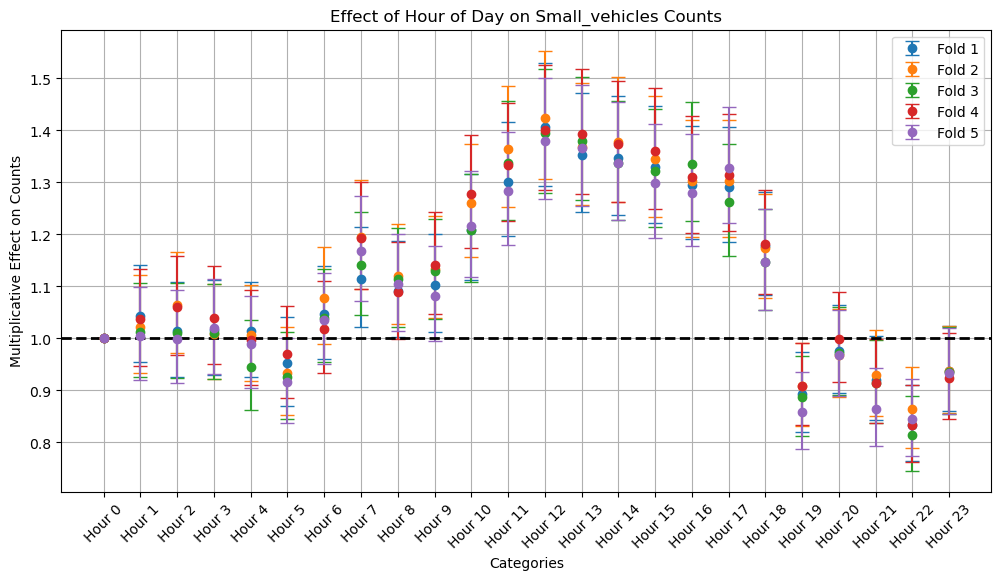 Effect of Hour of Day on Small_vehicles Counts
Multiplicative Effect on Counts
1.5
1.4
1.3
1.2
1.1
1.0
0.9
0.8
Fold 1
Fold 2
Fold 3
Fold 4
Fold 5
Hour 0
Hour 1
Hour 2
Hour 3
Hour 4
Hour 5
Hour 6
Hour 7
Hour 8
Hour 9
Hour 10
Hour 11
Hour 12
Hour 13
Hour 14
Hour 15
Hour 16
Hour 17
Hour 18
Hour 19
Hour 20
Hour 21
Hour 22
Hour 23
Categories